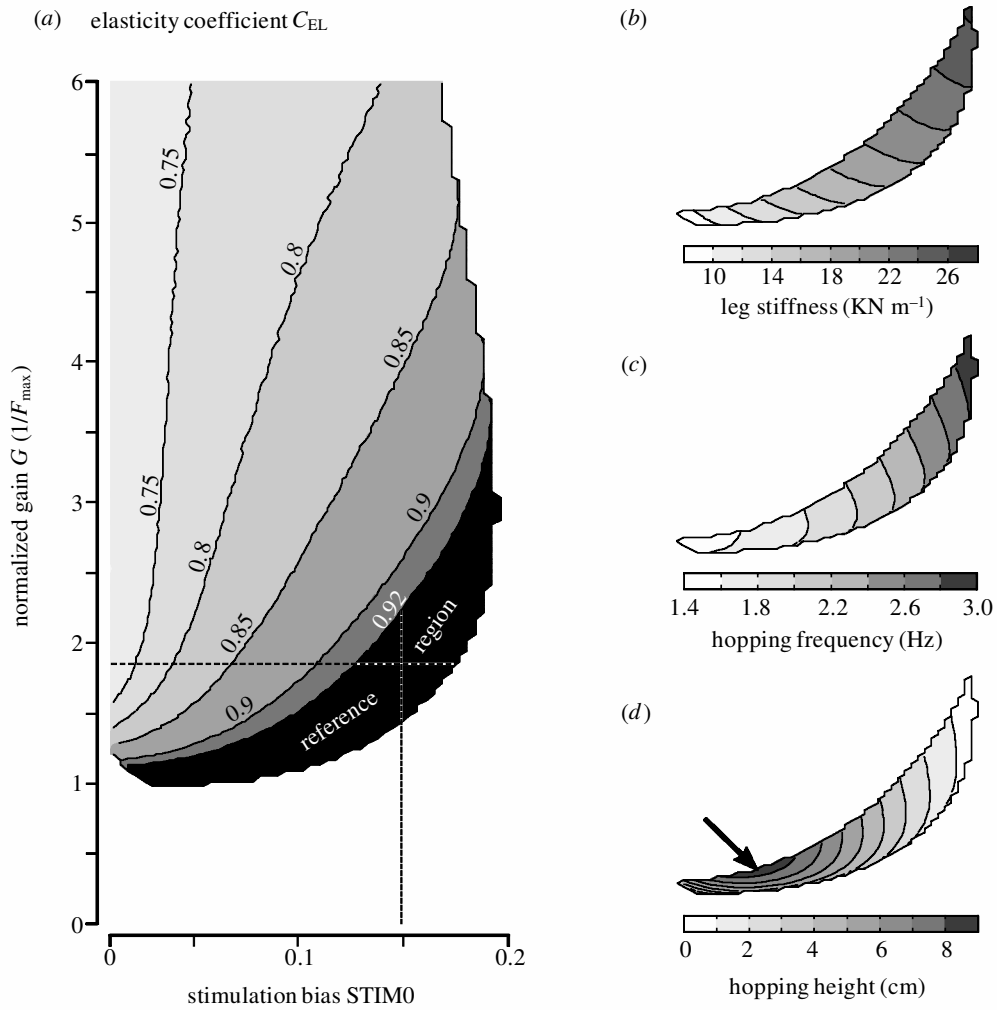 (a) elasticity coefficient C_EL
6
5
4
3
2
1
0
normalized gain G (1/F_max)
0.75
0.8
0.85
0.75
0.9
0.8
0.92
region
0.85
0.9
reference
0 0.1 0.2
stimulation bias STIM0
(b)
10 14 18 22 26
leg stiffness (KN m⁻¹)
(c)
1.4 1.8 2.2 2.6 3.0
hopping frequency (Hz)
(d)
0 2 4 6 8
hopping height (cm)